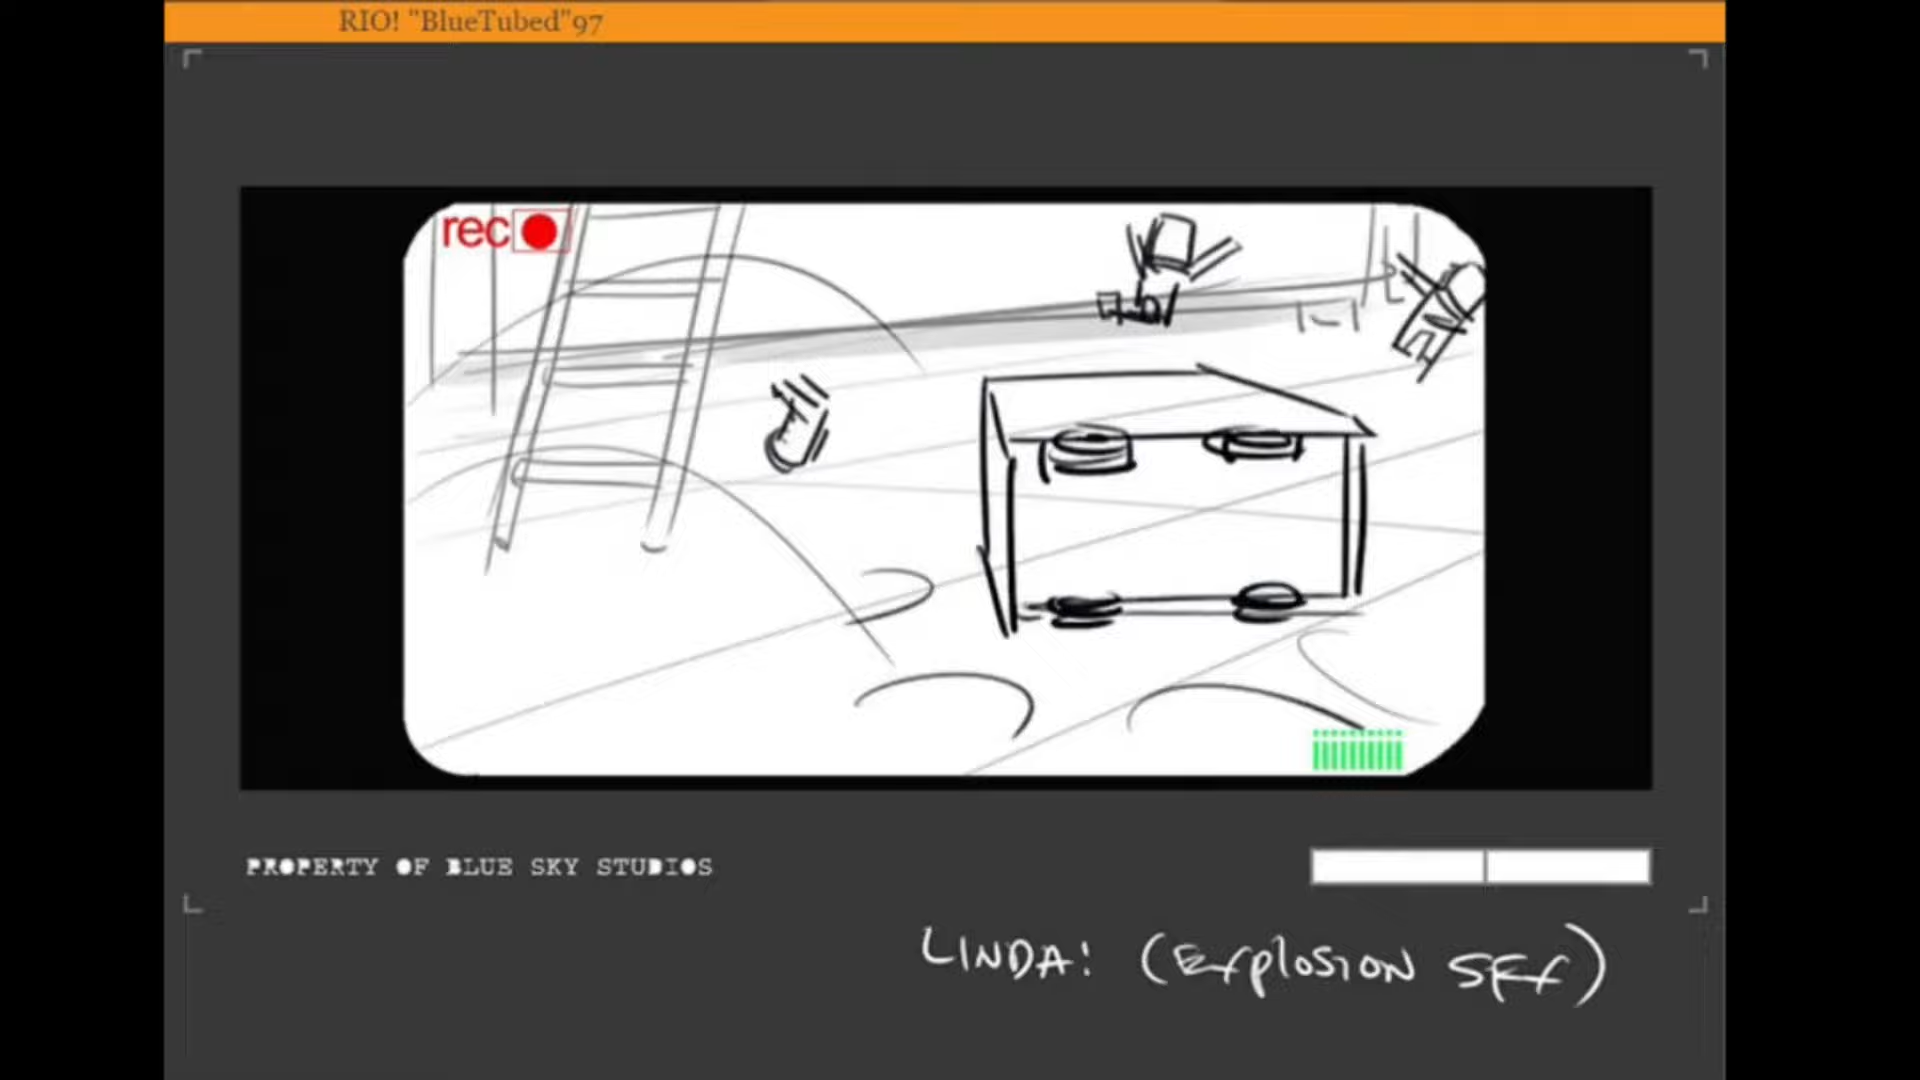 RIO! "BlueTubed"97
rec
PROPERTY OF BLUE SKY STUDIOS
LINDA: (Explosion SFX)